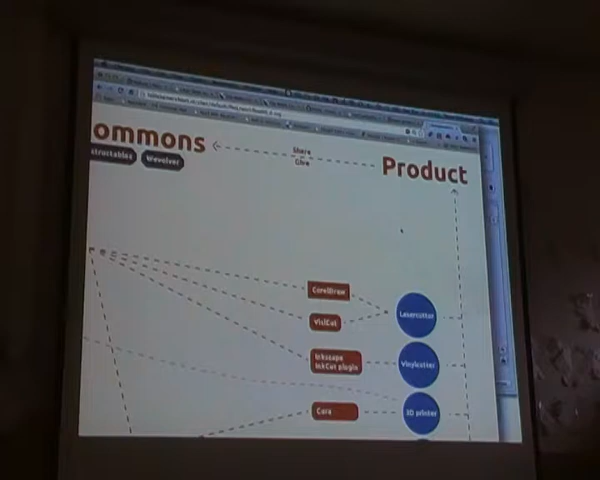 ommons
Share
Give
Product
structables
Wevolver
CorelDraw
VisiCut
Lasercutter
Inkscape
InkCut plugin
Vinylcutter
Cura
3D printer